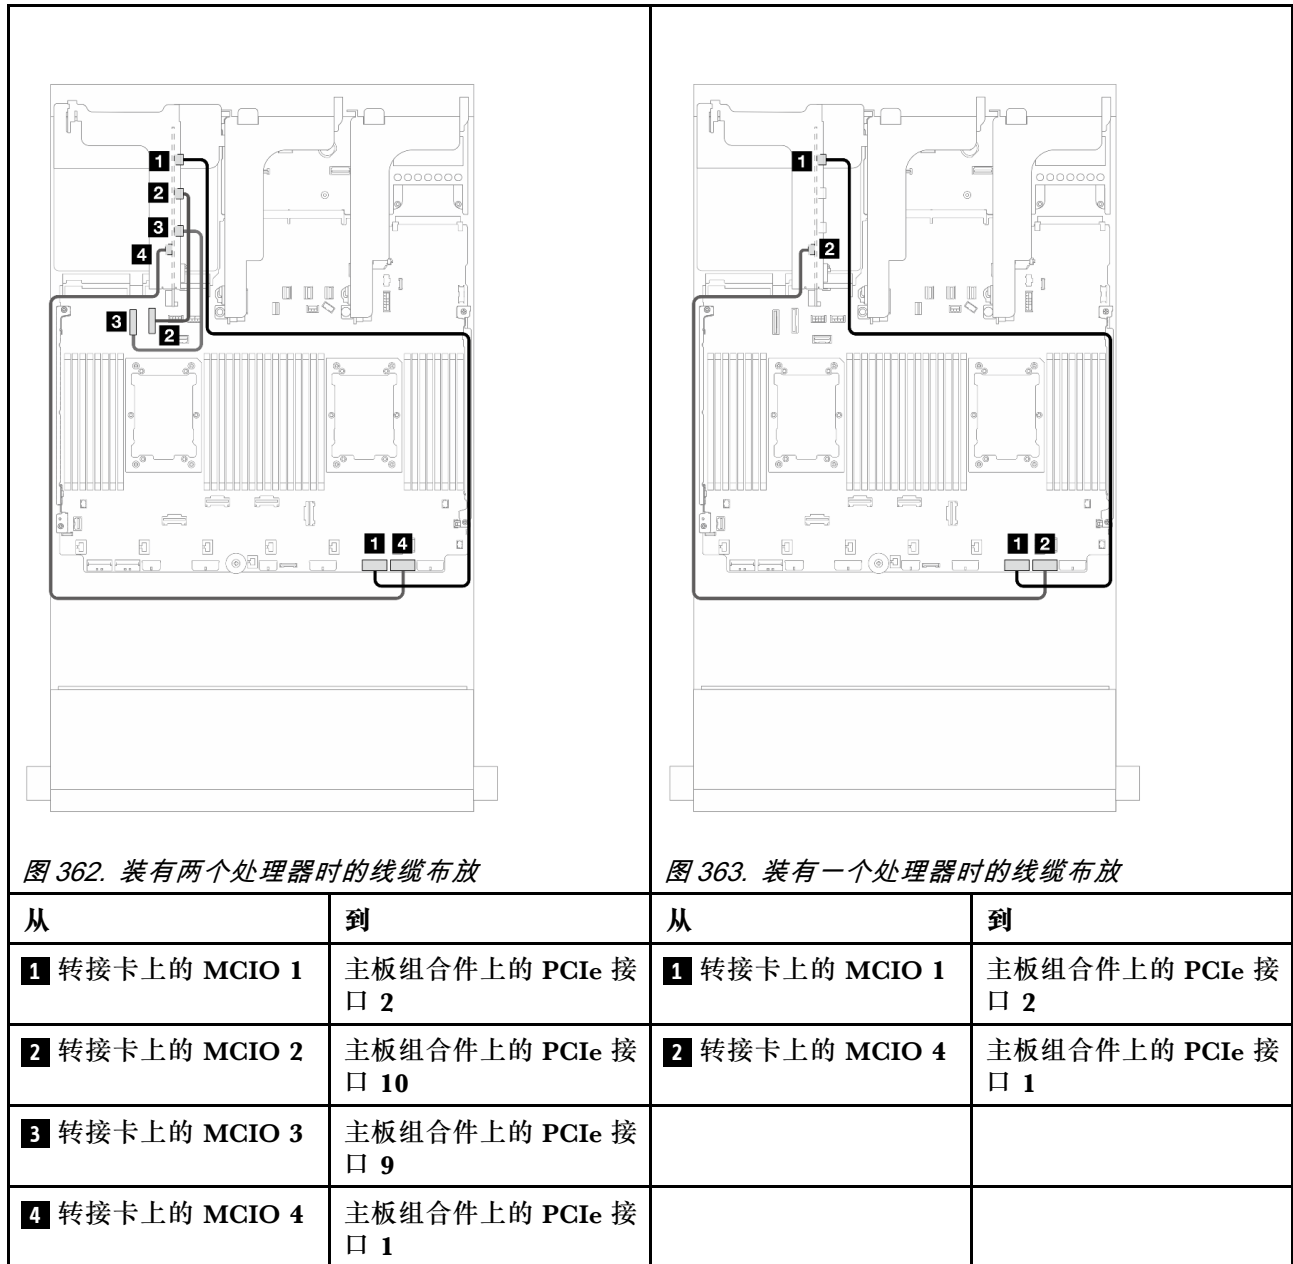 1
2
3
4
3
2
1 4
1
2
1 2
图 362. 装有两个处理器时的线缆布放
图 363. 装有一个处理器时的线缆布放
从 到 从 到
1 转接卡上的 MCIO 1
主板组合件上的 PCIe 接
口 2
1 转接卡上的 MCIO 1
主板组合件上的 PCIe 接
口 2
2 转接卡上的 MCIO 2
主板组合件上的 PCIe 接
口 10
2 转接卡上的 MCIO 4
主板组合件上的 PCIe 接
口 1
3 转接卡上的 MCIO 3
主板组合件上的 PCIe 接
口 9
4 转接卡上的 MCIO 4
主板组合件上的 PCIe 接
口 1